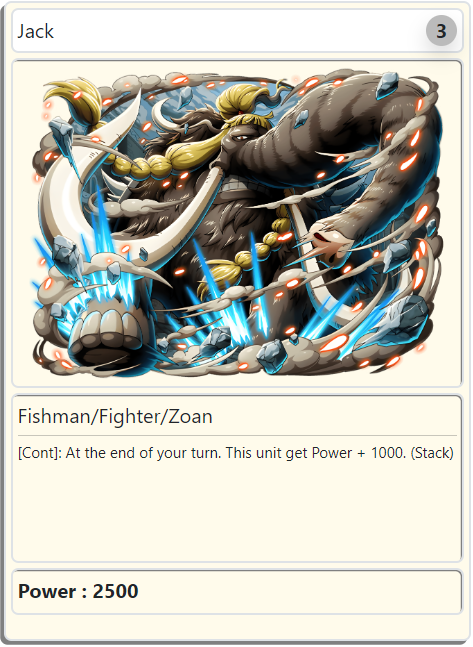 Jack
3
Fishman/Fighter/Zoan
[Cont]: At the end of your turn. This unit get Power + 1000. (Stack)
Power : 2500